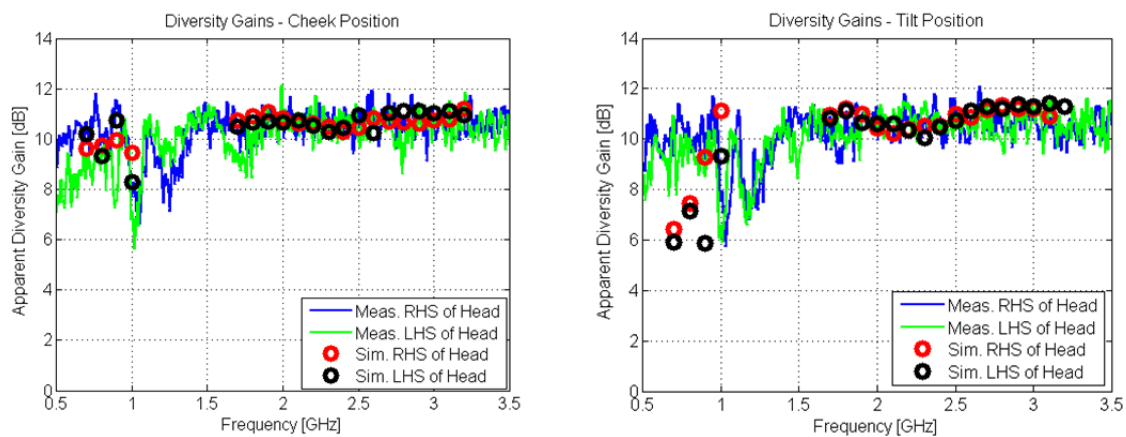 Diversity Gains - Cheek Position
14
12
10
8
6
4
2
0
0.5
1
1.5
2
2.5
3
3.5
Apparent Diversity Gain [dB]
Frequency [GHz]
Meas. RHS of Head
Meas. LHS of Head
Sim. RHS of Head
Sim. LHS of Head
Diversity Gains -Tilt Position
14
12
10
8
6
4
2
0
0.5
1
1.5
2
2.5
3
3.5
Apparent Diversity Gain [dB]
Frequency [GHz]
Meas. RHS of Head
Meas. LHS of Head
Sim. RHS of Head
Sim. LHS of Head